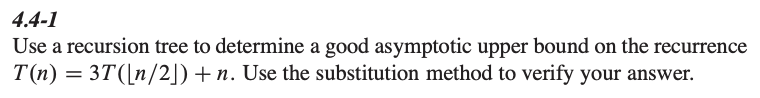 4.4-1
Use a recursion tree to determine a good asymptotic upper bound on the recurrence
T(n) = 3T(⌊n/2⌋) + n. Use the substitution method to verify your answer.